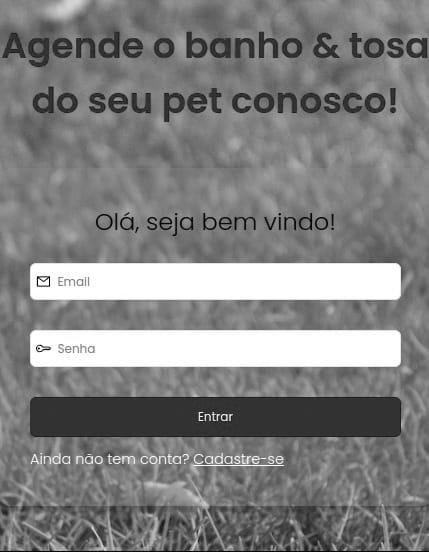 Agende o banho & tosa
do seu pet conosco!
Olá, seja bem vindo!
Email
Senha
Entrar
Ainda não tem conta? Cadastre-se